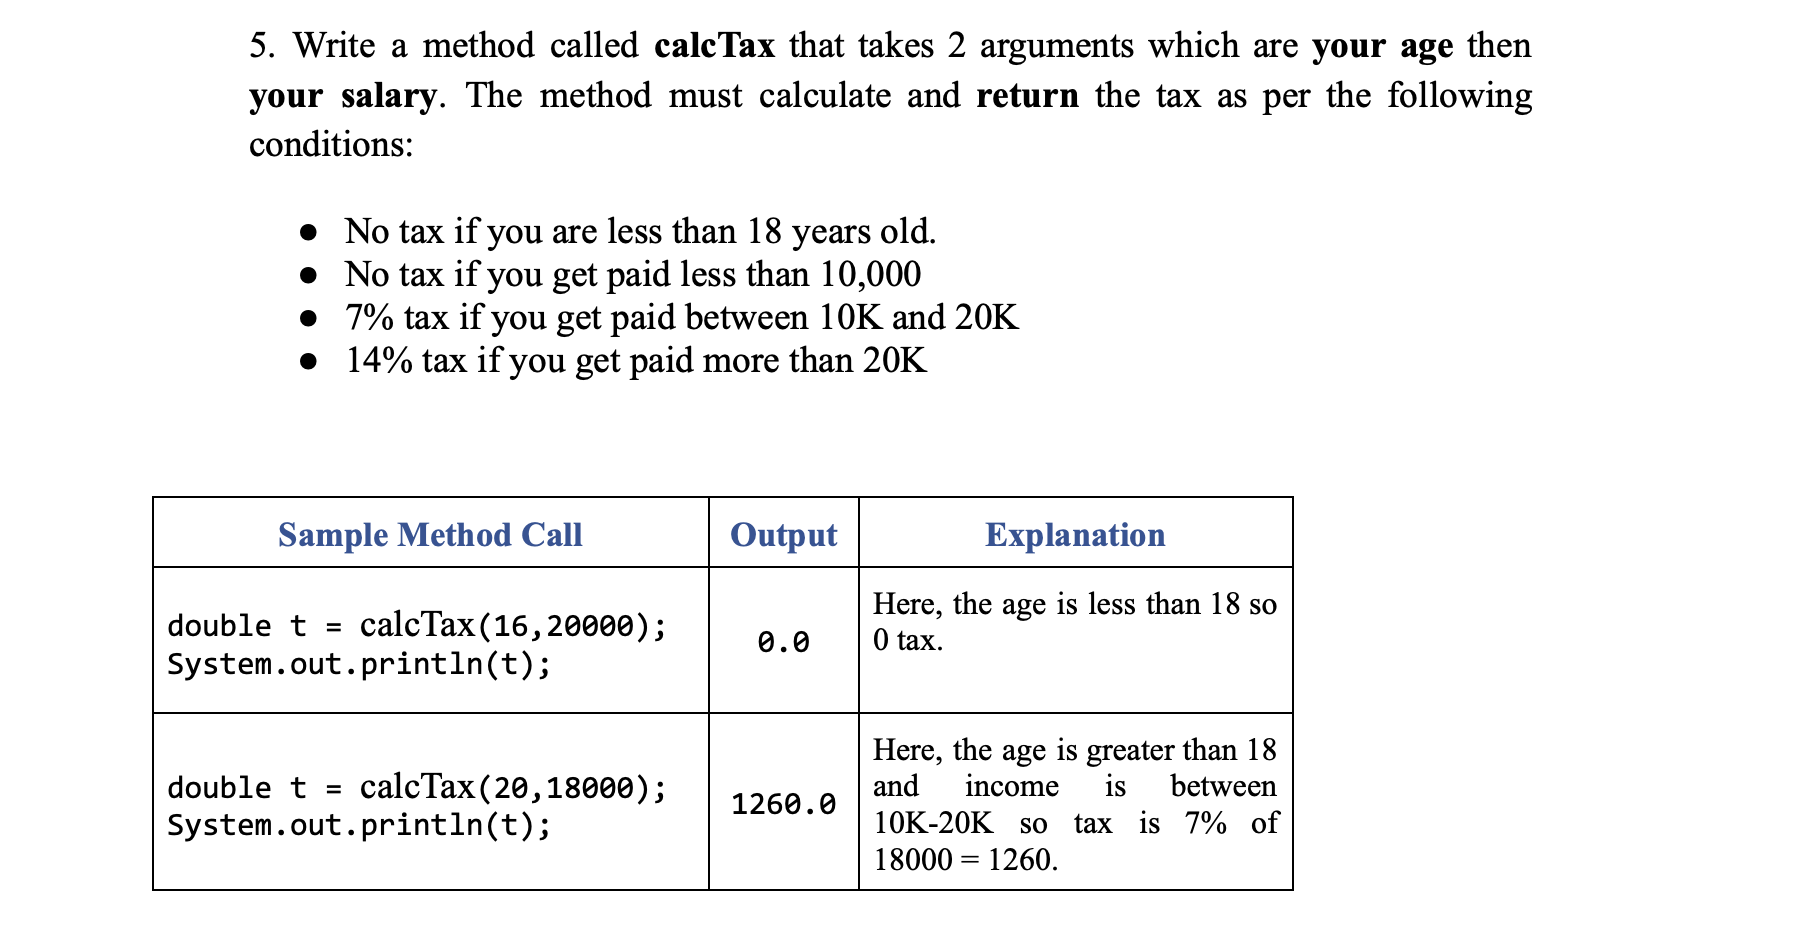 5. Write a method called calcTax that takes 2 arguments which are your age then
your salary. The method must calculate and return the tax as per the following
conditions:
● No tax if you are less than 18 years old.
● No tax if you get paid less than 10,000
● 7% tax if you get paid between 10K and 20K
● 14% tax if you get paid more than 20K
Sample Method Call Output Explanation
double t = calcTax(16,20000);
System.out.println(t);
0.0
Here, the age is less than 18 so
0 tax.
double t = calcTax(20,18000);
System.out.println(t);
1260.0
Here, the age is greater than 18
and income is between
10K-20K so tax is 7% of
18000 = 1260.